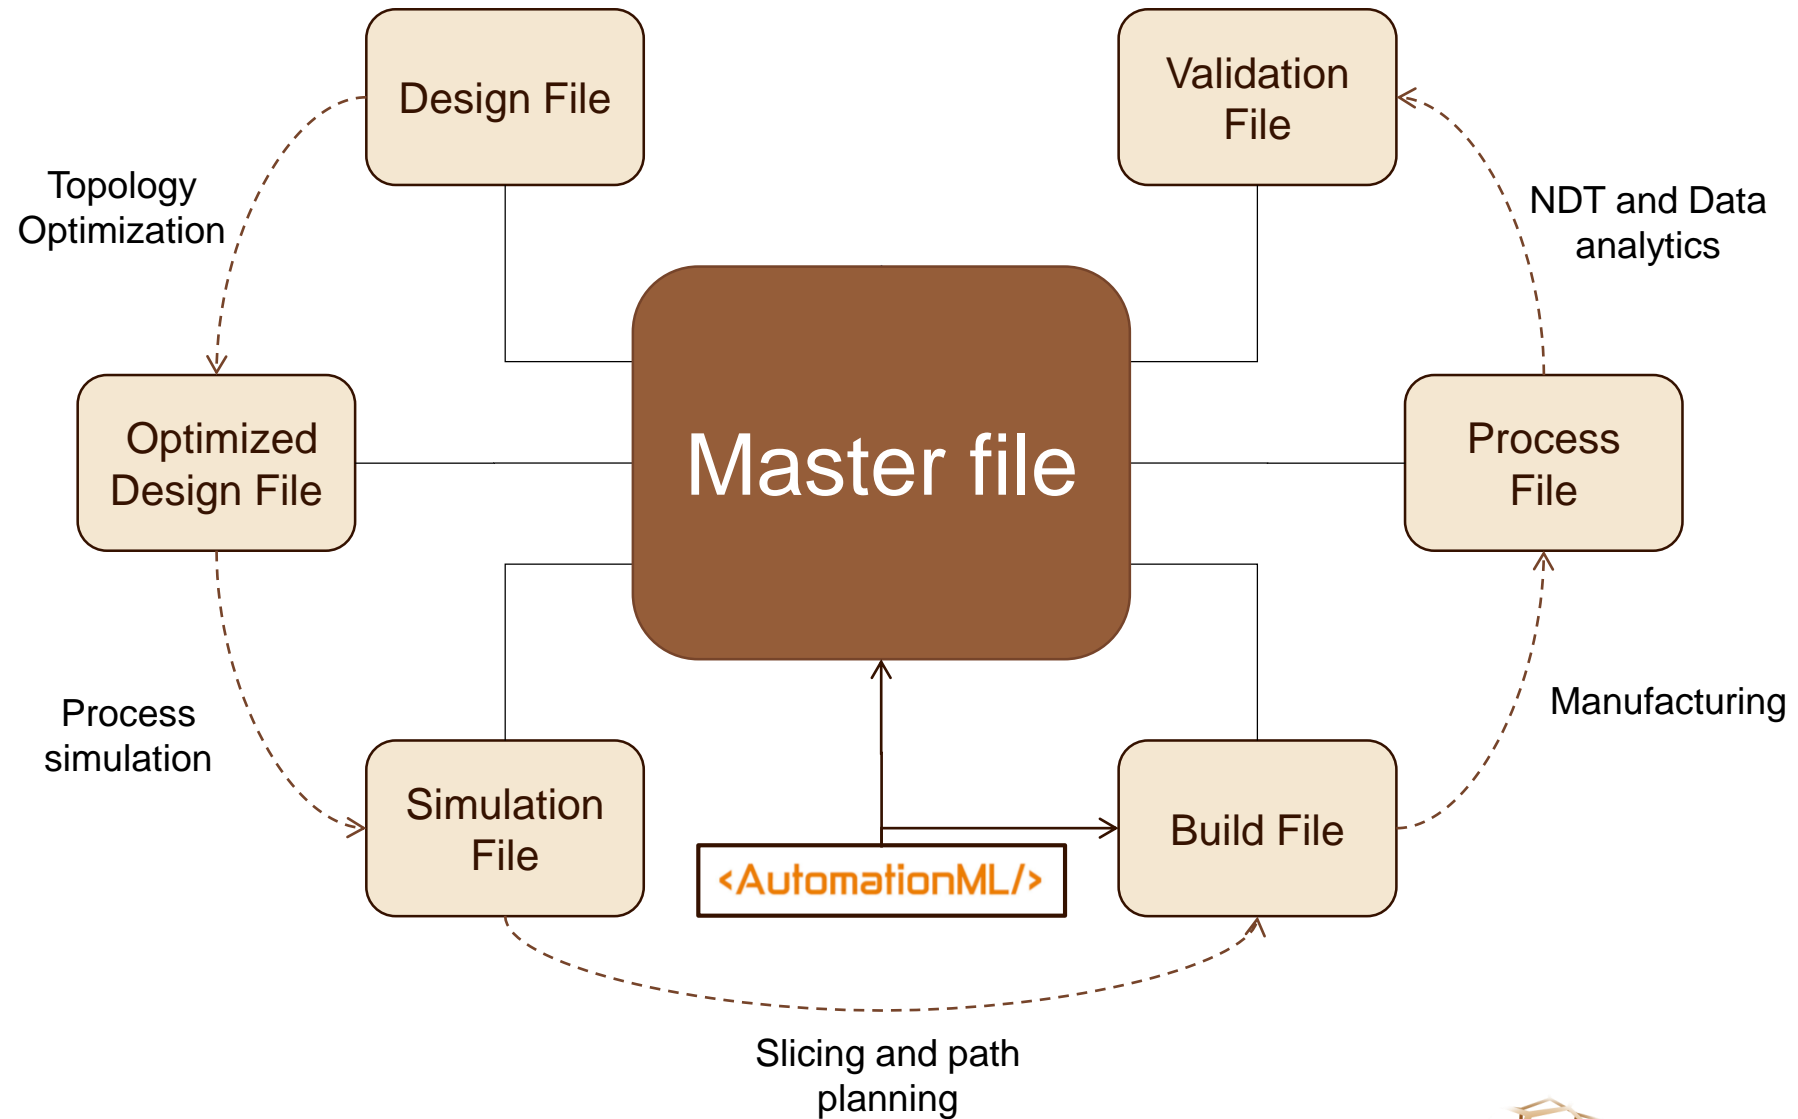 Design File
Validation
File
Topology
Optimization
NDT and Data
analytics
Optimized
Design File
Master file
Process
File
Process
simulation
Manufacturing
Simulation
File
Build File
<AutomationML/>
Slicing and path
planning